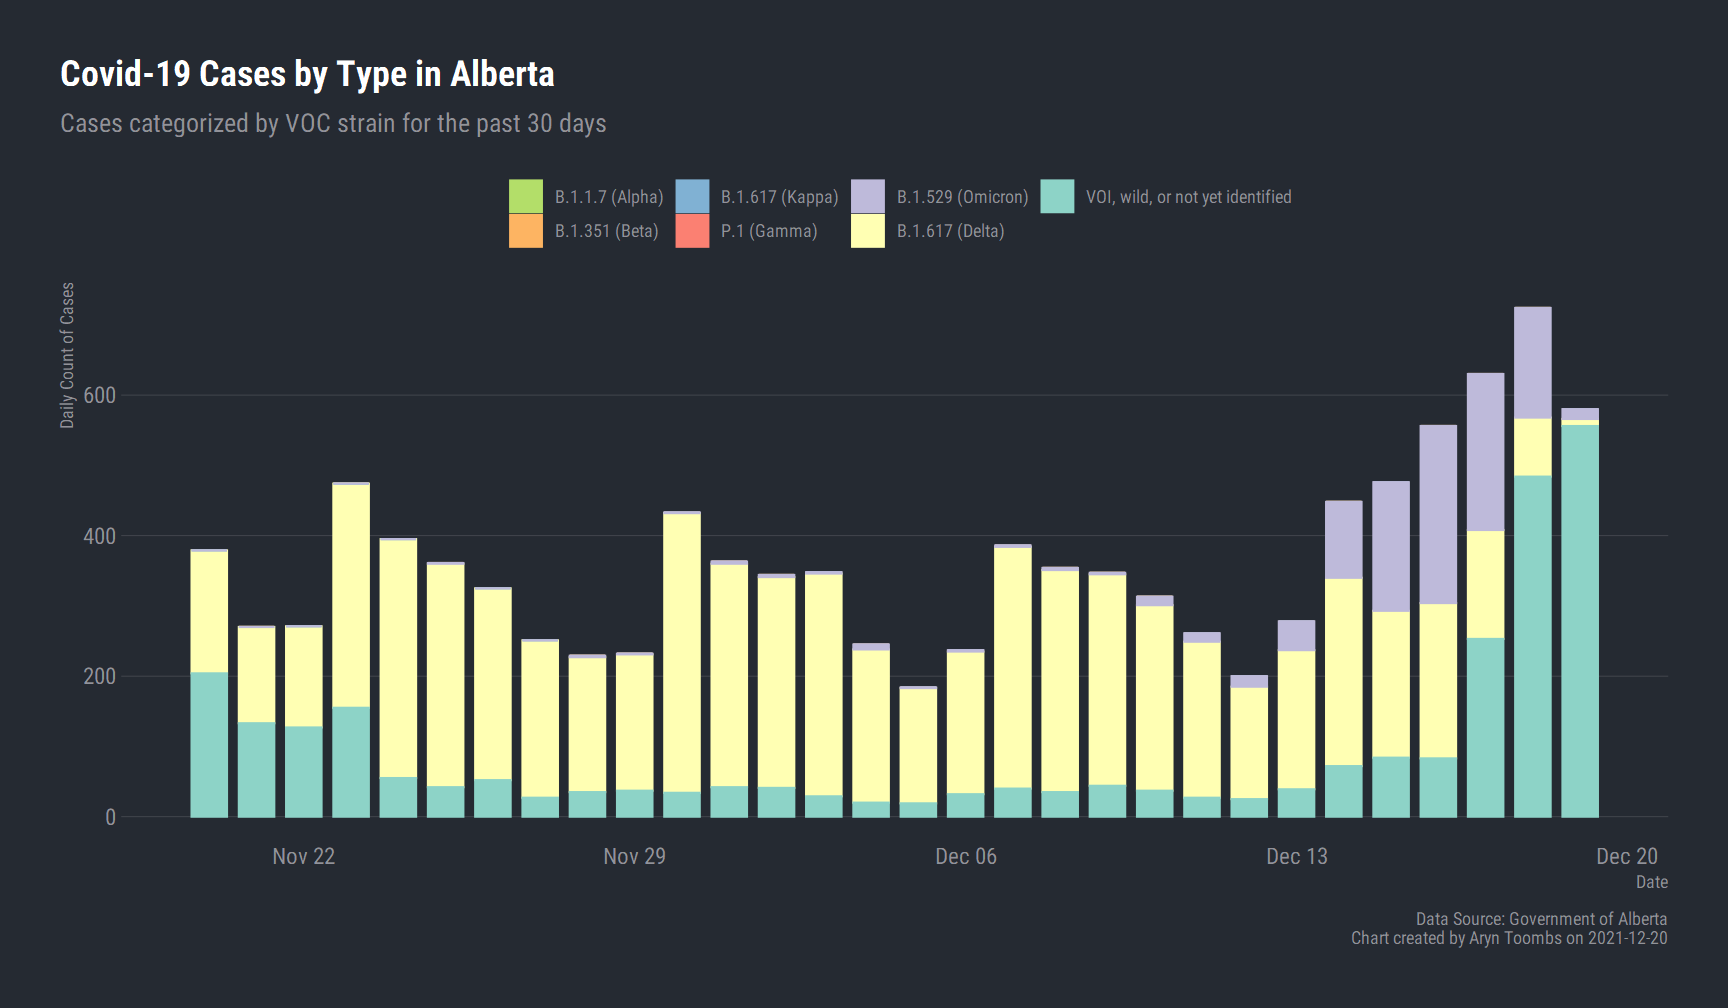 Covid-19 Cases by Type in Alberta
Cases categorized by VOC strain for the past 30 days
B.1.1.7 (Alpha) B.1.617 (Kappa) B.1.529 (Omicron) VOI, wild, or not yet identified
B.1.351 (Beta) P.1 (Gamma) B.1.617 (Delta)
Daily Count of Cases
600
400
200
0
Nov 22 Nov 29 Dec 06 Dec 13 Dec 20
Date
Data Source: Government of Alberta
Chart created by Aryn Toombs on 2021-12-20